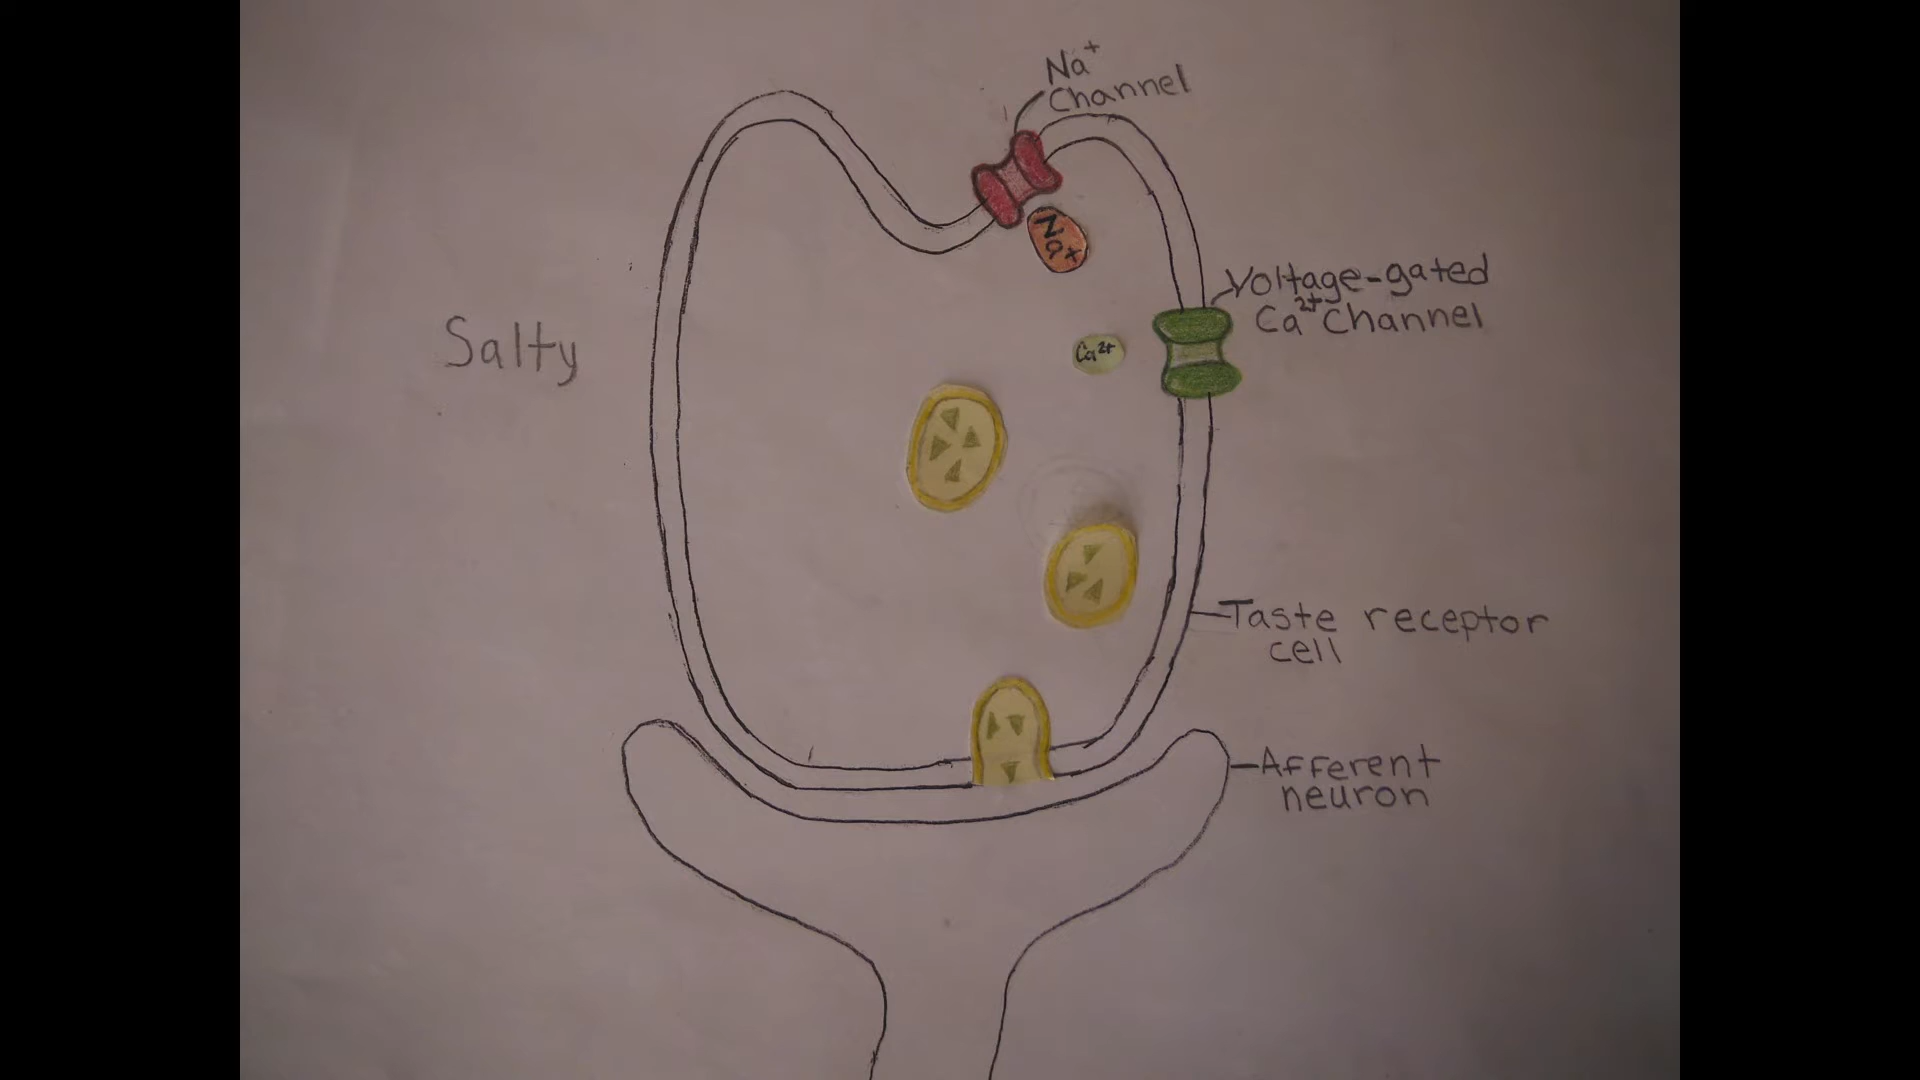 Na+
Channel
Na+
Voltage-gated
Ca2+ Channel
Ca2+
Salty
Taste receptor
cell
Afferent
neuron